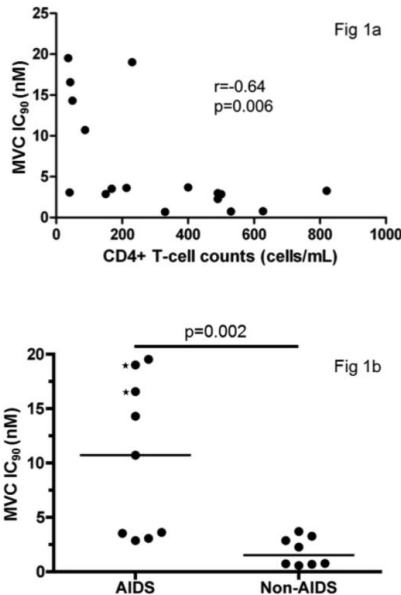 25
Fig 1a
20
r=-0.64
p=0.006
15
10
5
0
MVC IC90 (nM)
0 200 400 600 800 1000
CD4+ T-cell counts (cells/mL)
p=0.002
20
Fig 1b
★
★
15
10
5
0
MVC IC90 (nM)
AIDS Non-AIDS